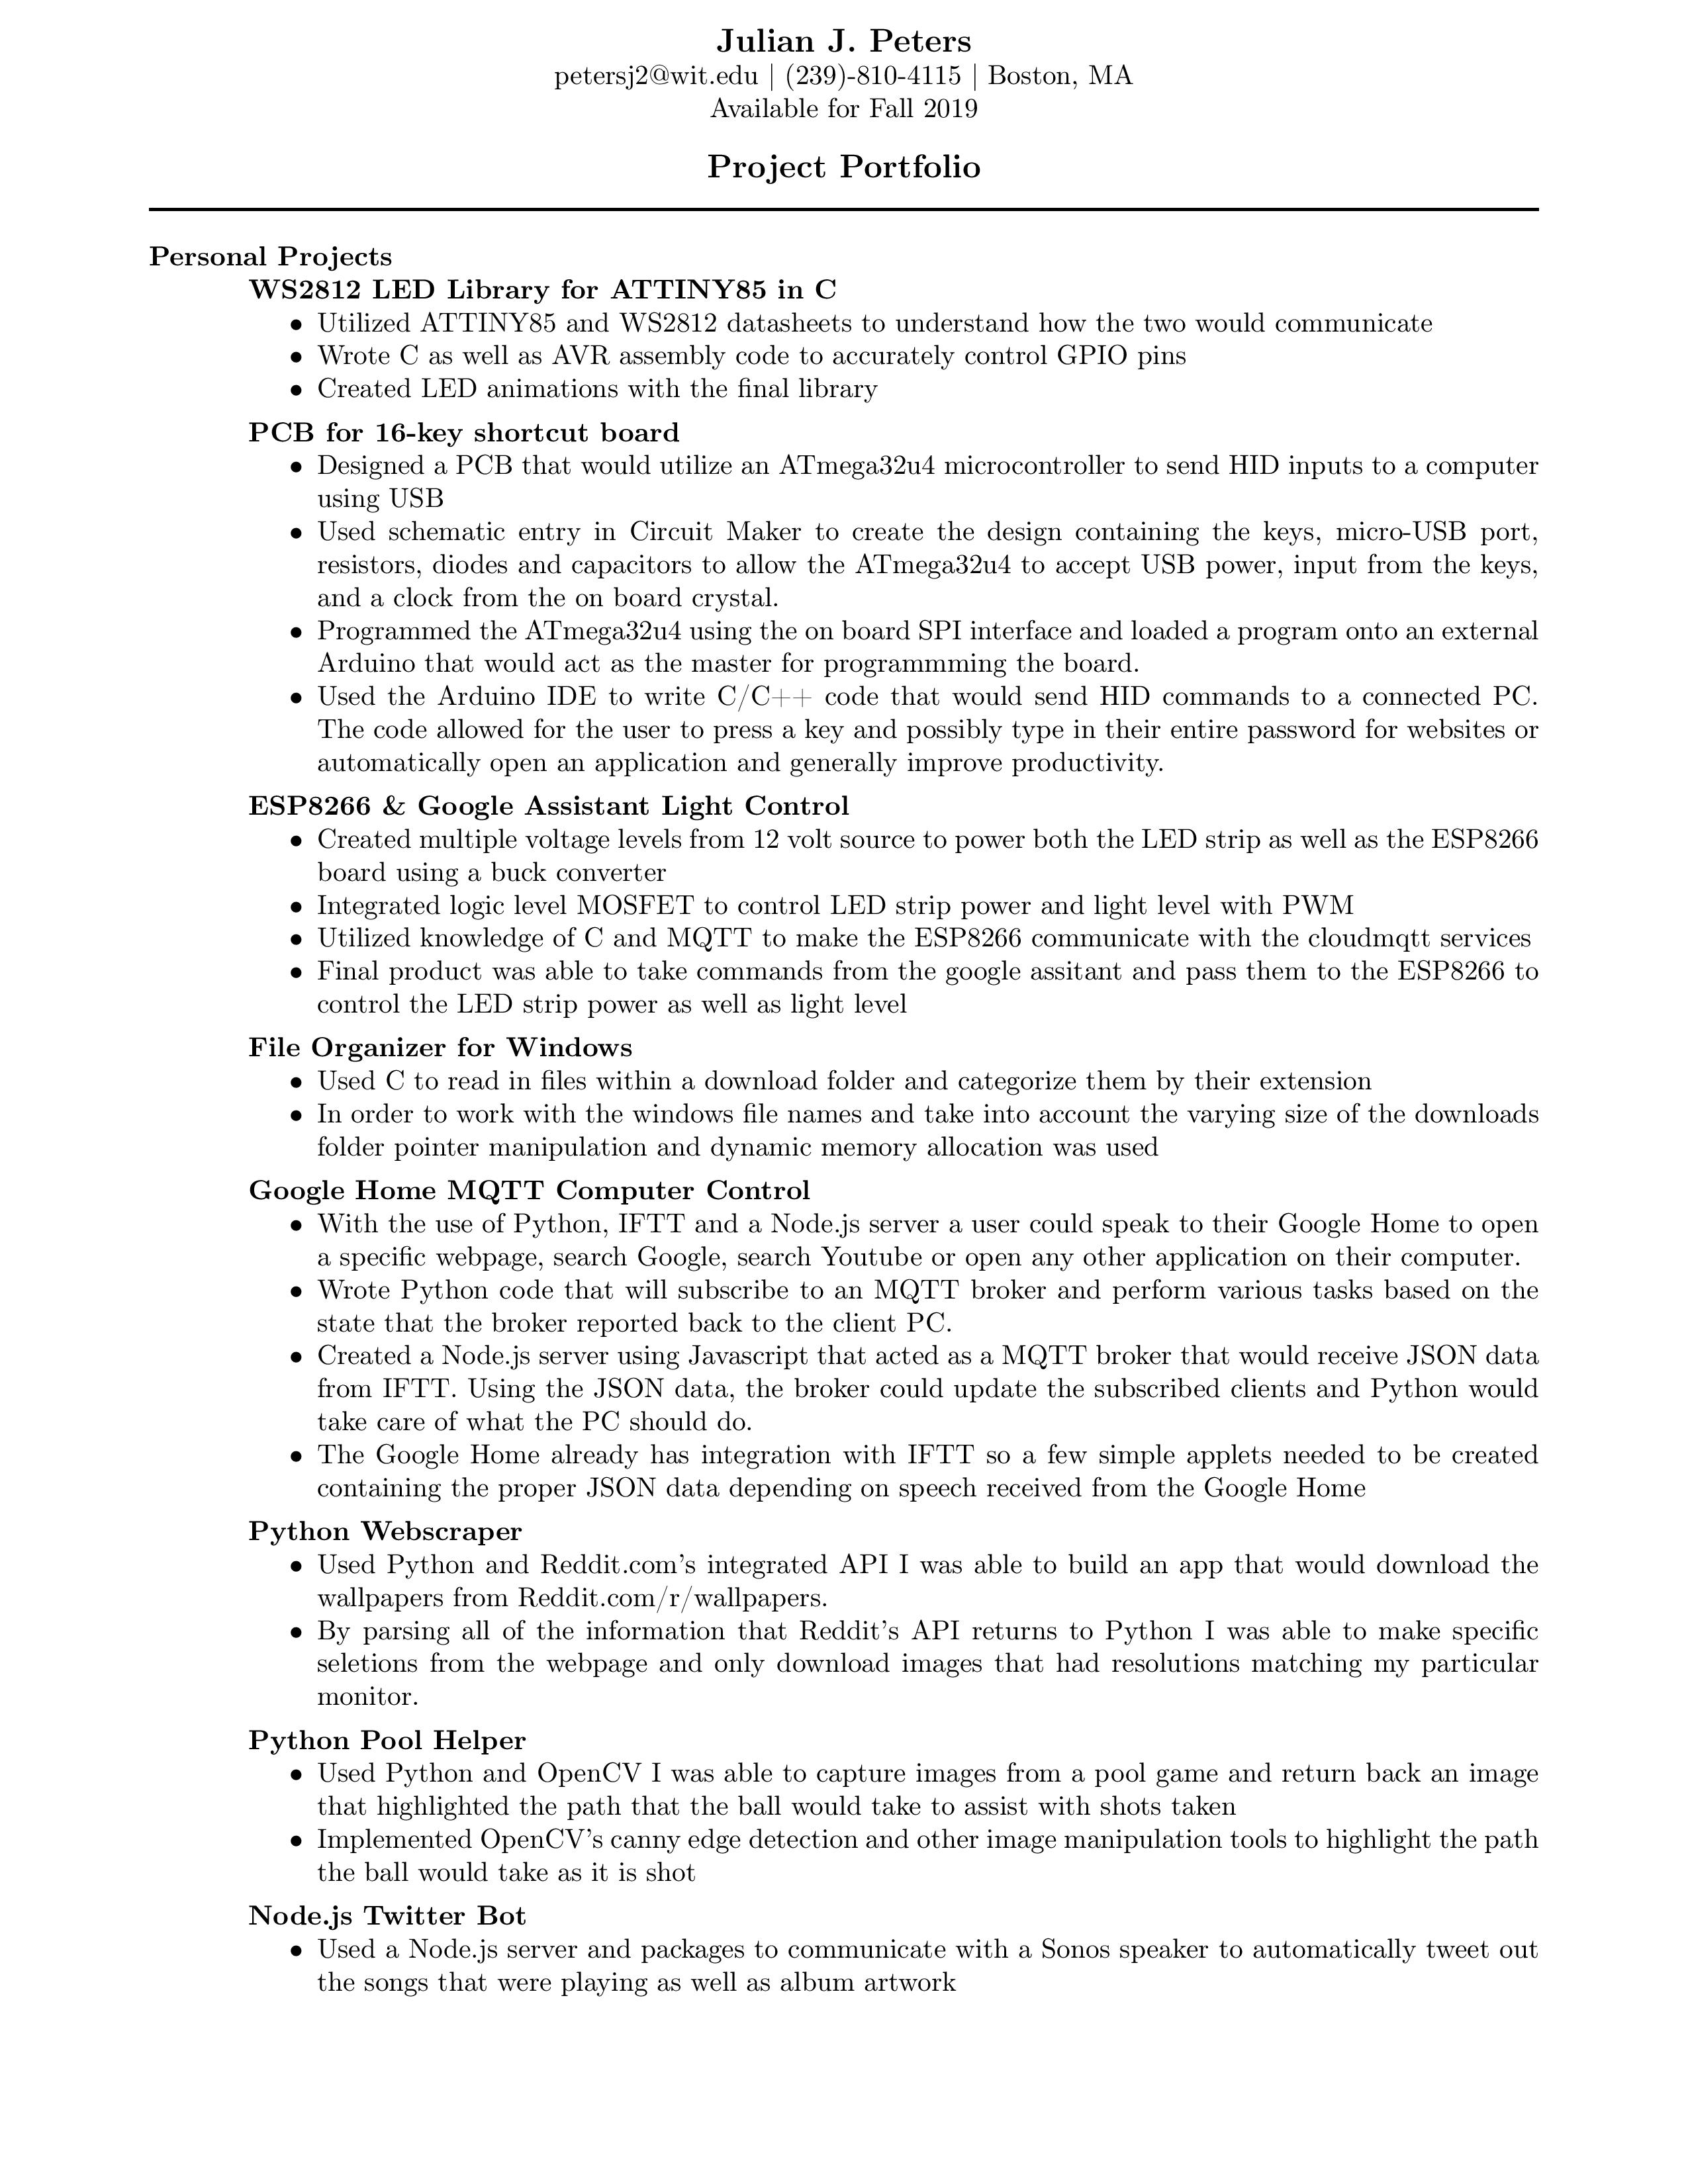 Julian J. Peters
petersj2@wit.edu | (239)-810-4115 | Boston, MA
Available for Fall 2019
Project Portfolio
Personal Projects
WS2812 LED Library for ATTINY85 in C
• Utilized ATTINY85 and WS2812 datasheets to understand how the two would communicate
• Wrote C as well as AVR assembly code to accurately control GPIO pins
• Created LED animations with the final library
PCB for 16-key shortcut board
• Designed a PCB that would utilize an ATmega32u4 microcontroller to send HID inputs to a computer
using USB
• Used schematic entry in Circuit Maker to create the design containing the keys, micro-USB port,
resistors, diodes and capacitors to allow the ATmega32u4 to accept USB power, input from the keys,
and a clock from the on board crystal.
• Programmed the ATmega32u4 using the on board SPI interface and loaded a program onto an external
Arduino that would act as the master for programmming the board.
• Used the Arduino IDE to write C/C++ code that would send HID commands to a connected PC.
The code allowed for the user to press a key and possibly type in their entire password for websites or
automatically open an application and generally improve productivity.
ESP8266 & Google Assistant Light Control
• Created multiple voltage levels from 12 volt source to power both the LED strip as well as the ESP8266
board using a buck converter
• Integrated logic level MOSFET to control LED strip power and light level with PWM
• Utilized knowledge of C and MQTT to make the ESP8266 communicate with the cloudmqtt services
• Final product was able to take commands from the google assitant and pass them to the ESP8266 to
control the LED strip power as well as light level
File Organizer for Windows
• Used C to read in files within a download folder and categorize them by their extension
• In order to work with the windows file names and take into account the varying size of the downloads
folder pointer manipulation and dynamic memory allocation was used
Google Home MQTT Computer Control
• With the use of Python, IFTT and a Node.js server a user could speak to their Google Home to open
a specific webpage, search Google, search Youtube or open any other application on their computer.
• Wrote Python code that will subscribe to an MQTT broker and perform various tasks based on the
state that the broker reported back to the client PC.
• Created a Node.js server using Javascript that acted as a MQTT broker that would receive JSON data
from IFTT. Using the JSON data, the broker could update the subscribed clients and Python would
take care of what the PC should do.
• The Google Home already has integration with IFTT so a few simple applets needed to be created
containing the proper JSON data depending on speech received from the Google Home
Python Webscraper
• Used Python and Reddit.com's integrated API I was able to build an app that would download the
wallpapers from Reddit.com/r/wallpapers.
• By parsing all of the information that Reddit's API returns to Python I was able to make specific
seletions from the webpage and only download images that had resolutions matching my particular
monitor.
Python Pool Helper
• Used Python and OpenCV I was able to capture images from a pool game and return back an image
that highlighted the path that the ball would take to assist with shots taken
• Implemented OpenCV's canny edge detection and other image manipulation tools to highlight the path
the ball would take as it is shot
Node.js Twitter Bot
• Used a Node.js server and packages to communicate with a Sonos speaker to automatically tweet out
the songs that were playing as well as album artwork